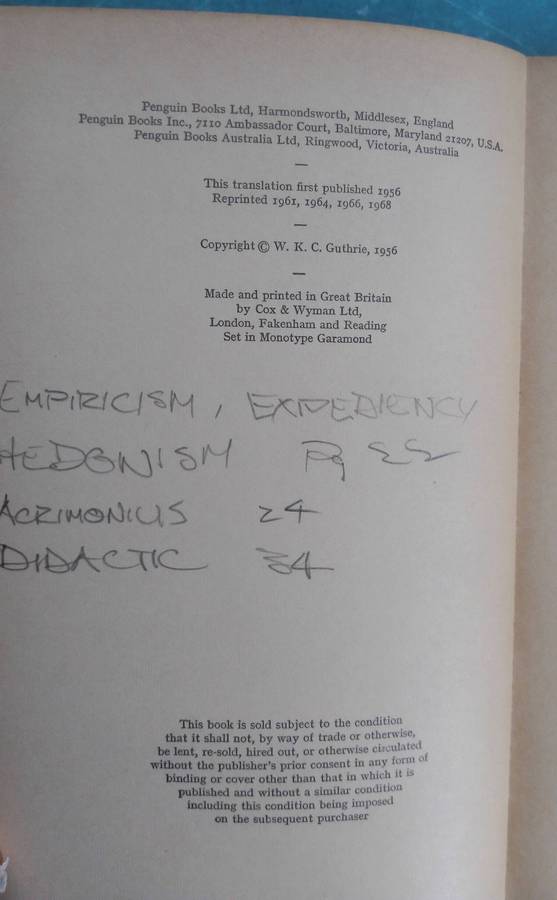 Penguin Books Ltd, Harmondsworth, Middlesex, England
Penguin Books Inc., 7110 Ambassador Court, Baltimore, Maryland 21207, U.S.A.
Penguin Books Australia Ltd, Ringwood, Victoria, Australia
—
This translation first published 1956
Reprinted 1961, 1964, 1966, 1968
—
Copyright © W. K. C. Guthrie, 1956
—
Made and printed in Great Britain
by Cox & Wyman Ltd,
London, Fakenham and Reading
Set in Monotype Garamond
EMPIRICISM, EXPEDIENCY
HEDONISM Pg 22
ACRIMONIUS 24
DIDACTIC 34
This book is sold subject to the condition
that it shall not, by way of trade or otherwise,
be lent, re-sold, hired out, or otherwise circulated
without the publisher's prior consent in any form of
binding or cover other than that in which it is
published and without a similar condition
including this condition being imposed
on the subsequent purchaser